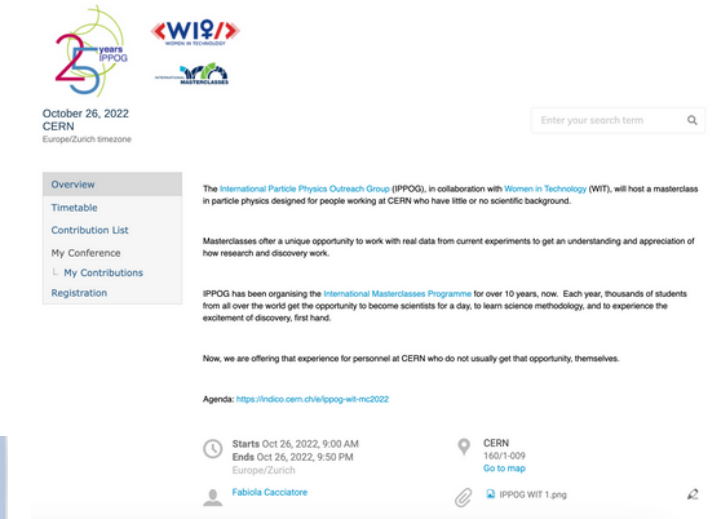 25
years
IPPOG
<WI♀/>
WOMEN IN TECHNOLOGY
INTERNATIONAL
MASTERCLASSES
October 26, 2022
CERN
Europe/Zurich timezone
Enter your search term
Overview
Timetable
Contribution List
My Conference
My Contributions
Registration
The International Particle Physics Outreach Group (IPPOG), in collaboration with Women in Technology (WIT), will host a masterclass
in particle physics designed for people working at CERN who have little or no scientific background.
Masterclasses ofter a unique opportunity to work with real data from current experiments to get an understanding and appreciation of
how research and discovery work.
IPPOG has been organising the International Masterclasses Programme for over 10 years, now. Each year, thousands of students
from all over the world get the opportunity to become scientists for a day, to learn science methodology, and to experience the
excitement of discovery, first hand.
Now, we are offering that experience for personnel at CERN who do not usually get that opportunity, themselves.
Agenda: https://indico.cern.ch/e/ippog-wit-mc2022
Starts Oct 26, 2022, 9:00 AM
Ends Oct 26, 2022, 9:50 PM
Europe/Zurich
CERN
160/1-009
Go to map
Fabiola Cacciatore
IPPOG WIT 1.png